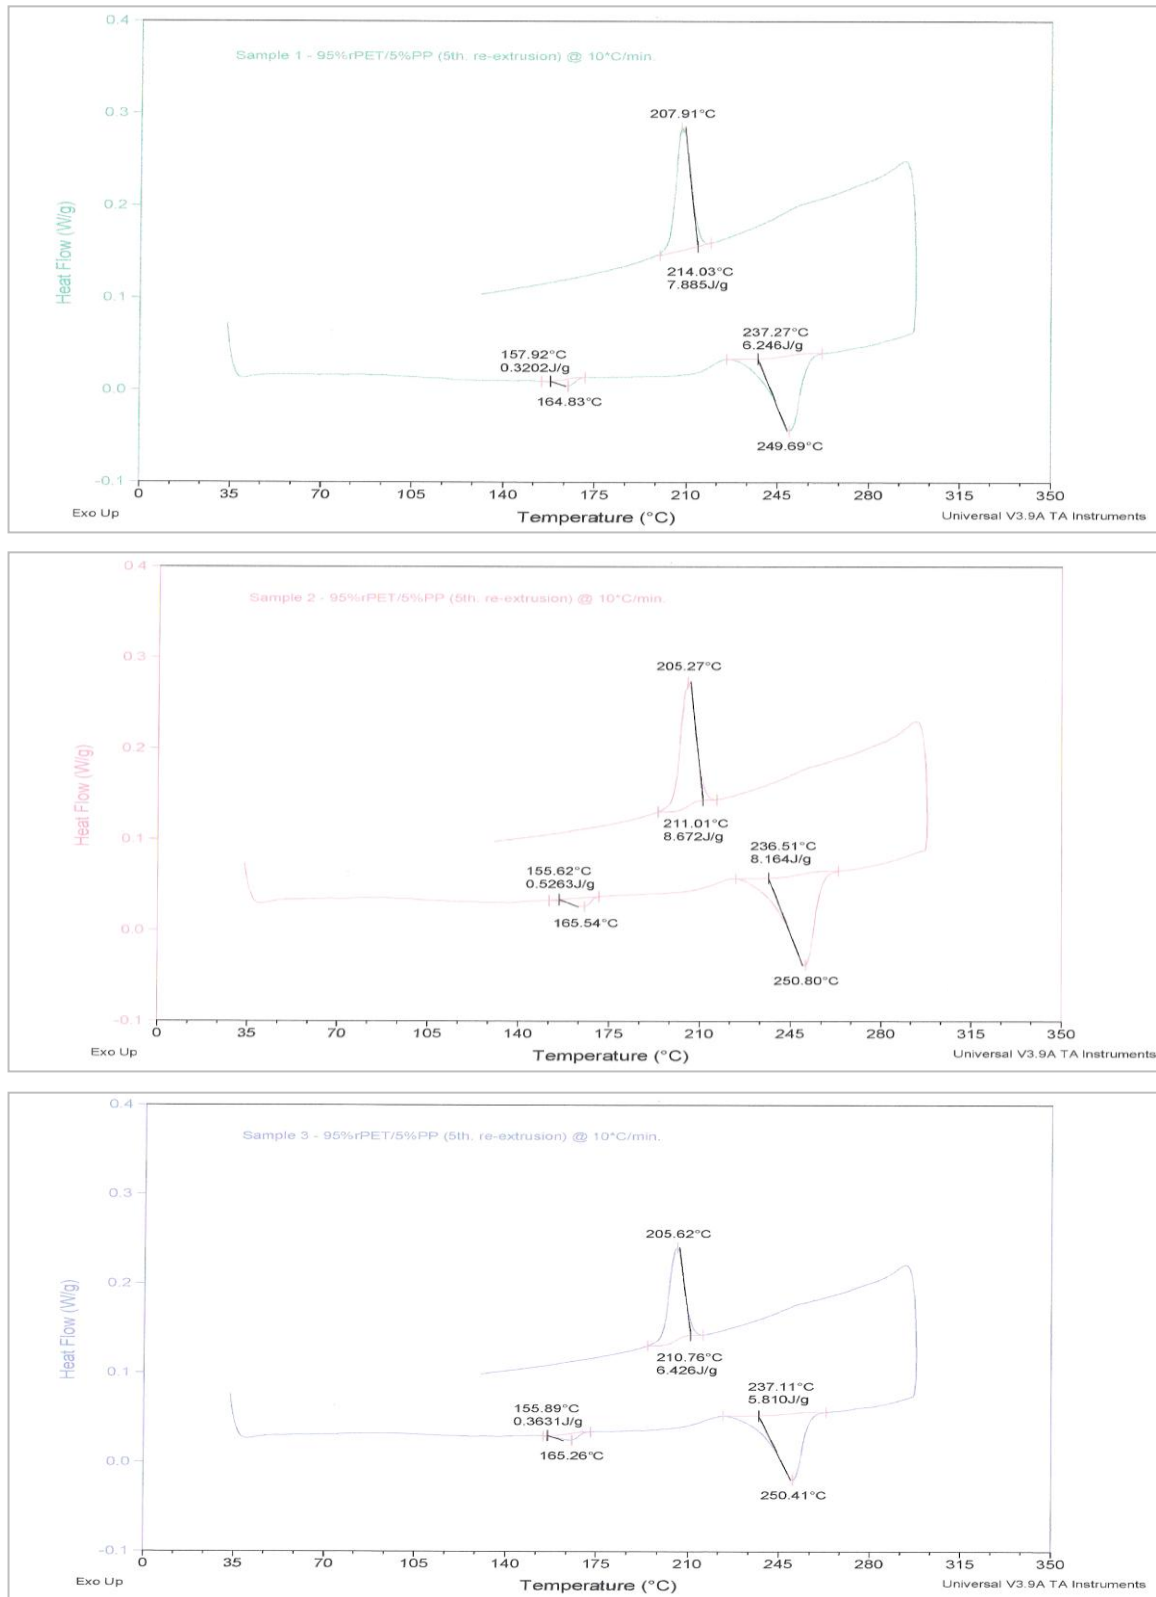 0.4
Sample 1 - 95%rPET/5%PP (5th. re-extrusion) @ 10°C/min.
207.91°C
0.3
0.2
Heat Flow (W/g)
214.03°C
7.885J/g
0.1
237.27°C
6.246J/g
157.92°C
0.3202J/g
0.0
164.83°C
249.69°C
-0.1
0 35 70 105 140 175 210 245 280 315 350
Exo Up
Temperature (°C)
Universal V3.9A TA Instruments
0.4
Sample 2 - 95%rPET/5%PP (5th. re-extrusion) @ 10°C/min.
205.27°C
0.3
0.2
Heat Flow (W/g)
211.01°C
8.672J/g
0.1
236.51°C
8.164J/g
155.62°C
0.5263J/g
165.54°C
0.0
250.80°C
-0.1
0 35 70 105 140 175 210 245 280 315 350
Exo Up
Temperature (°C)
Universal V3.9A TA Instruments
0.4
Sample 3 - 95%rPET/5%PP (5th. re-extrusion) @ 10°C/min.
0.3
205.62°C
0.2
Heat Flow (W/g)
210.76°C
6.426J/g
0.1
237.11°C
5.810J/g
155.89°C
0.3631J/g
165.26°C
0.0
250.41°C
-0.1
0 35 70 105 140 175 210 245 280 315 350
Exo Up
Temperature (°C)
Universal V3.9A TA Instruments